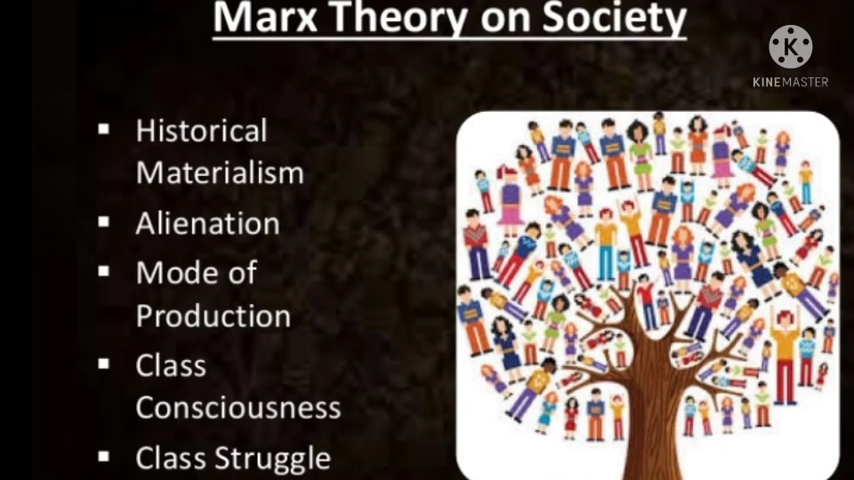 Marx Theory on Society
K
KINEMASTER
▪ Historical
Materialism
▪ Alienation
▪ Mode of
Production
▪ Class
Consciousness
▪ Class Struggle